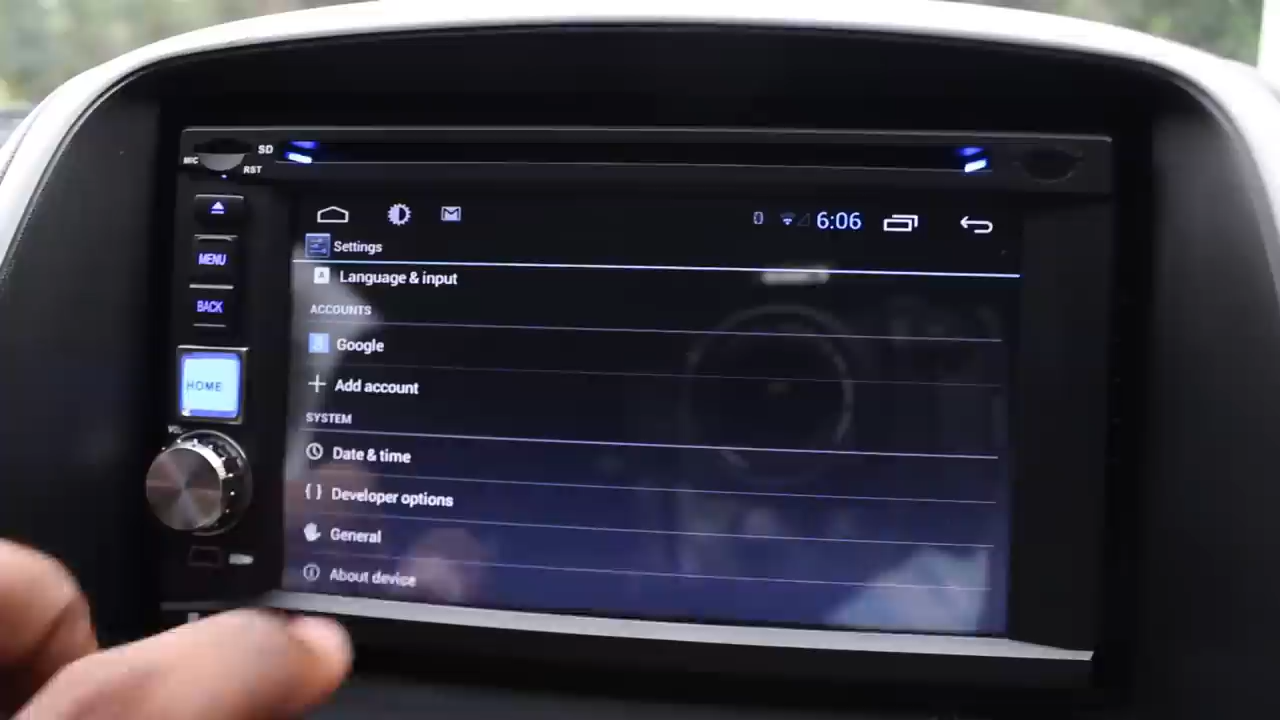 MIC
SD
RST
MENU
BACK
HOME
VOL
6:06
Settings
Language & input
ACCOUNTS
Google
Add account
SYSTEM
Date & time
Developer options
General
About device